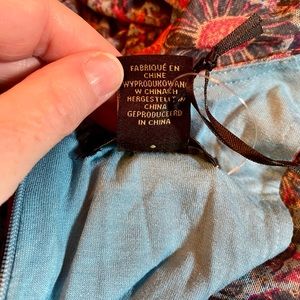 FABRIQUÉ EN
CHINE
WYPRODUKOWANO
W CHINACH
HERGESTELLT IN
CHINA
GEPRODUCEERD
IN CHINA